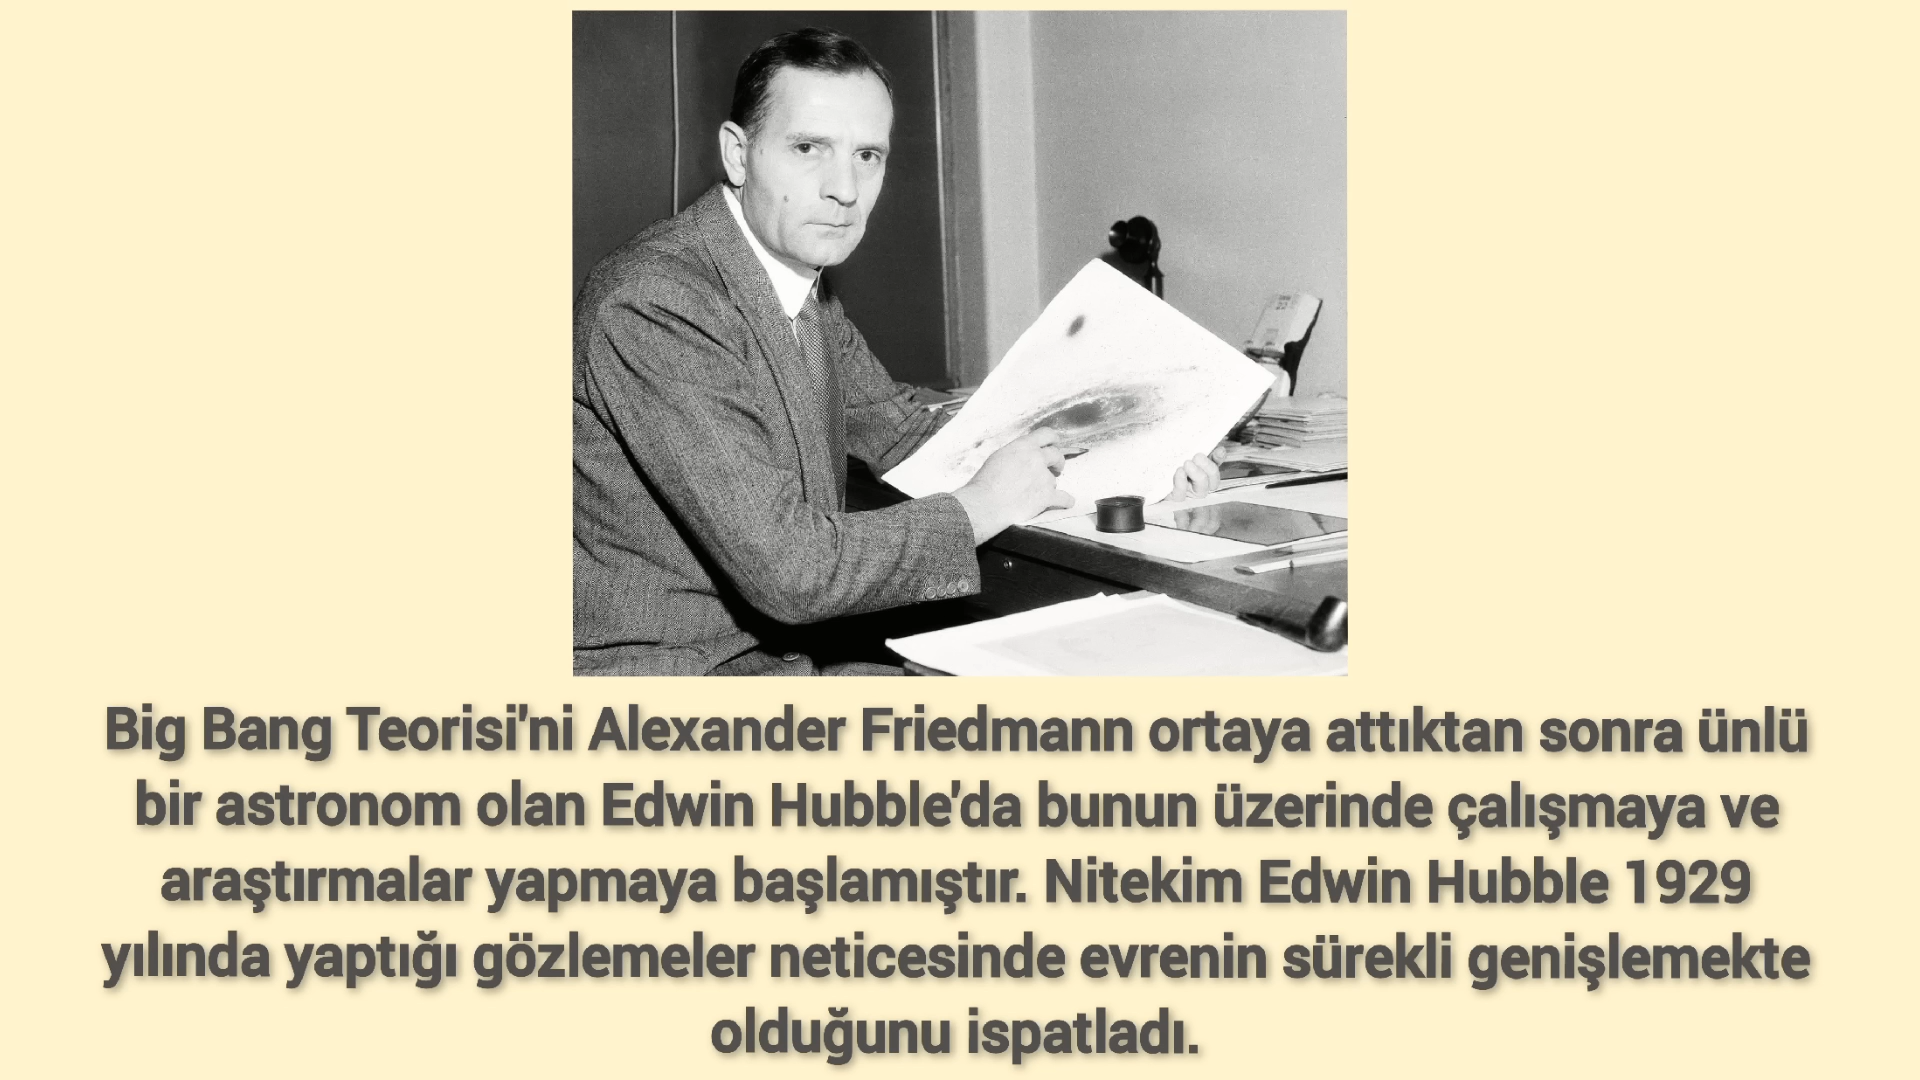 Big Bang Teorisi'ni Alexander Friedmann ortaya attıktan sonra ünlü
bir astronom olan Edwin Hubble'da bunun üzerinde çalışmaya ve
araştırmalar yapmaya başlamıştır. Nitekim Edwin Hubble 1929
yılında yaptığı gözlemeler neticesinde evrenin sürekli genişlemekte
olduğunu ispatladı.